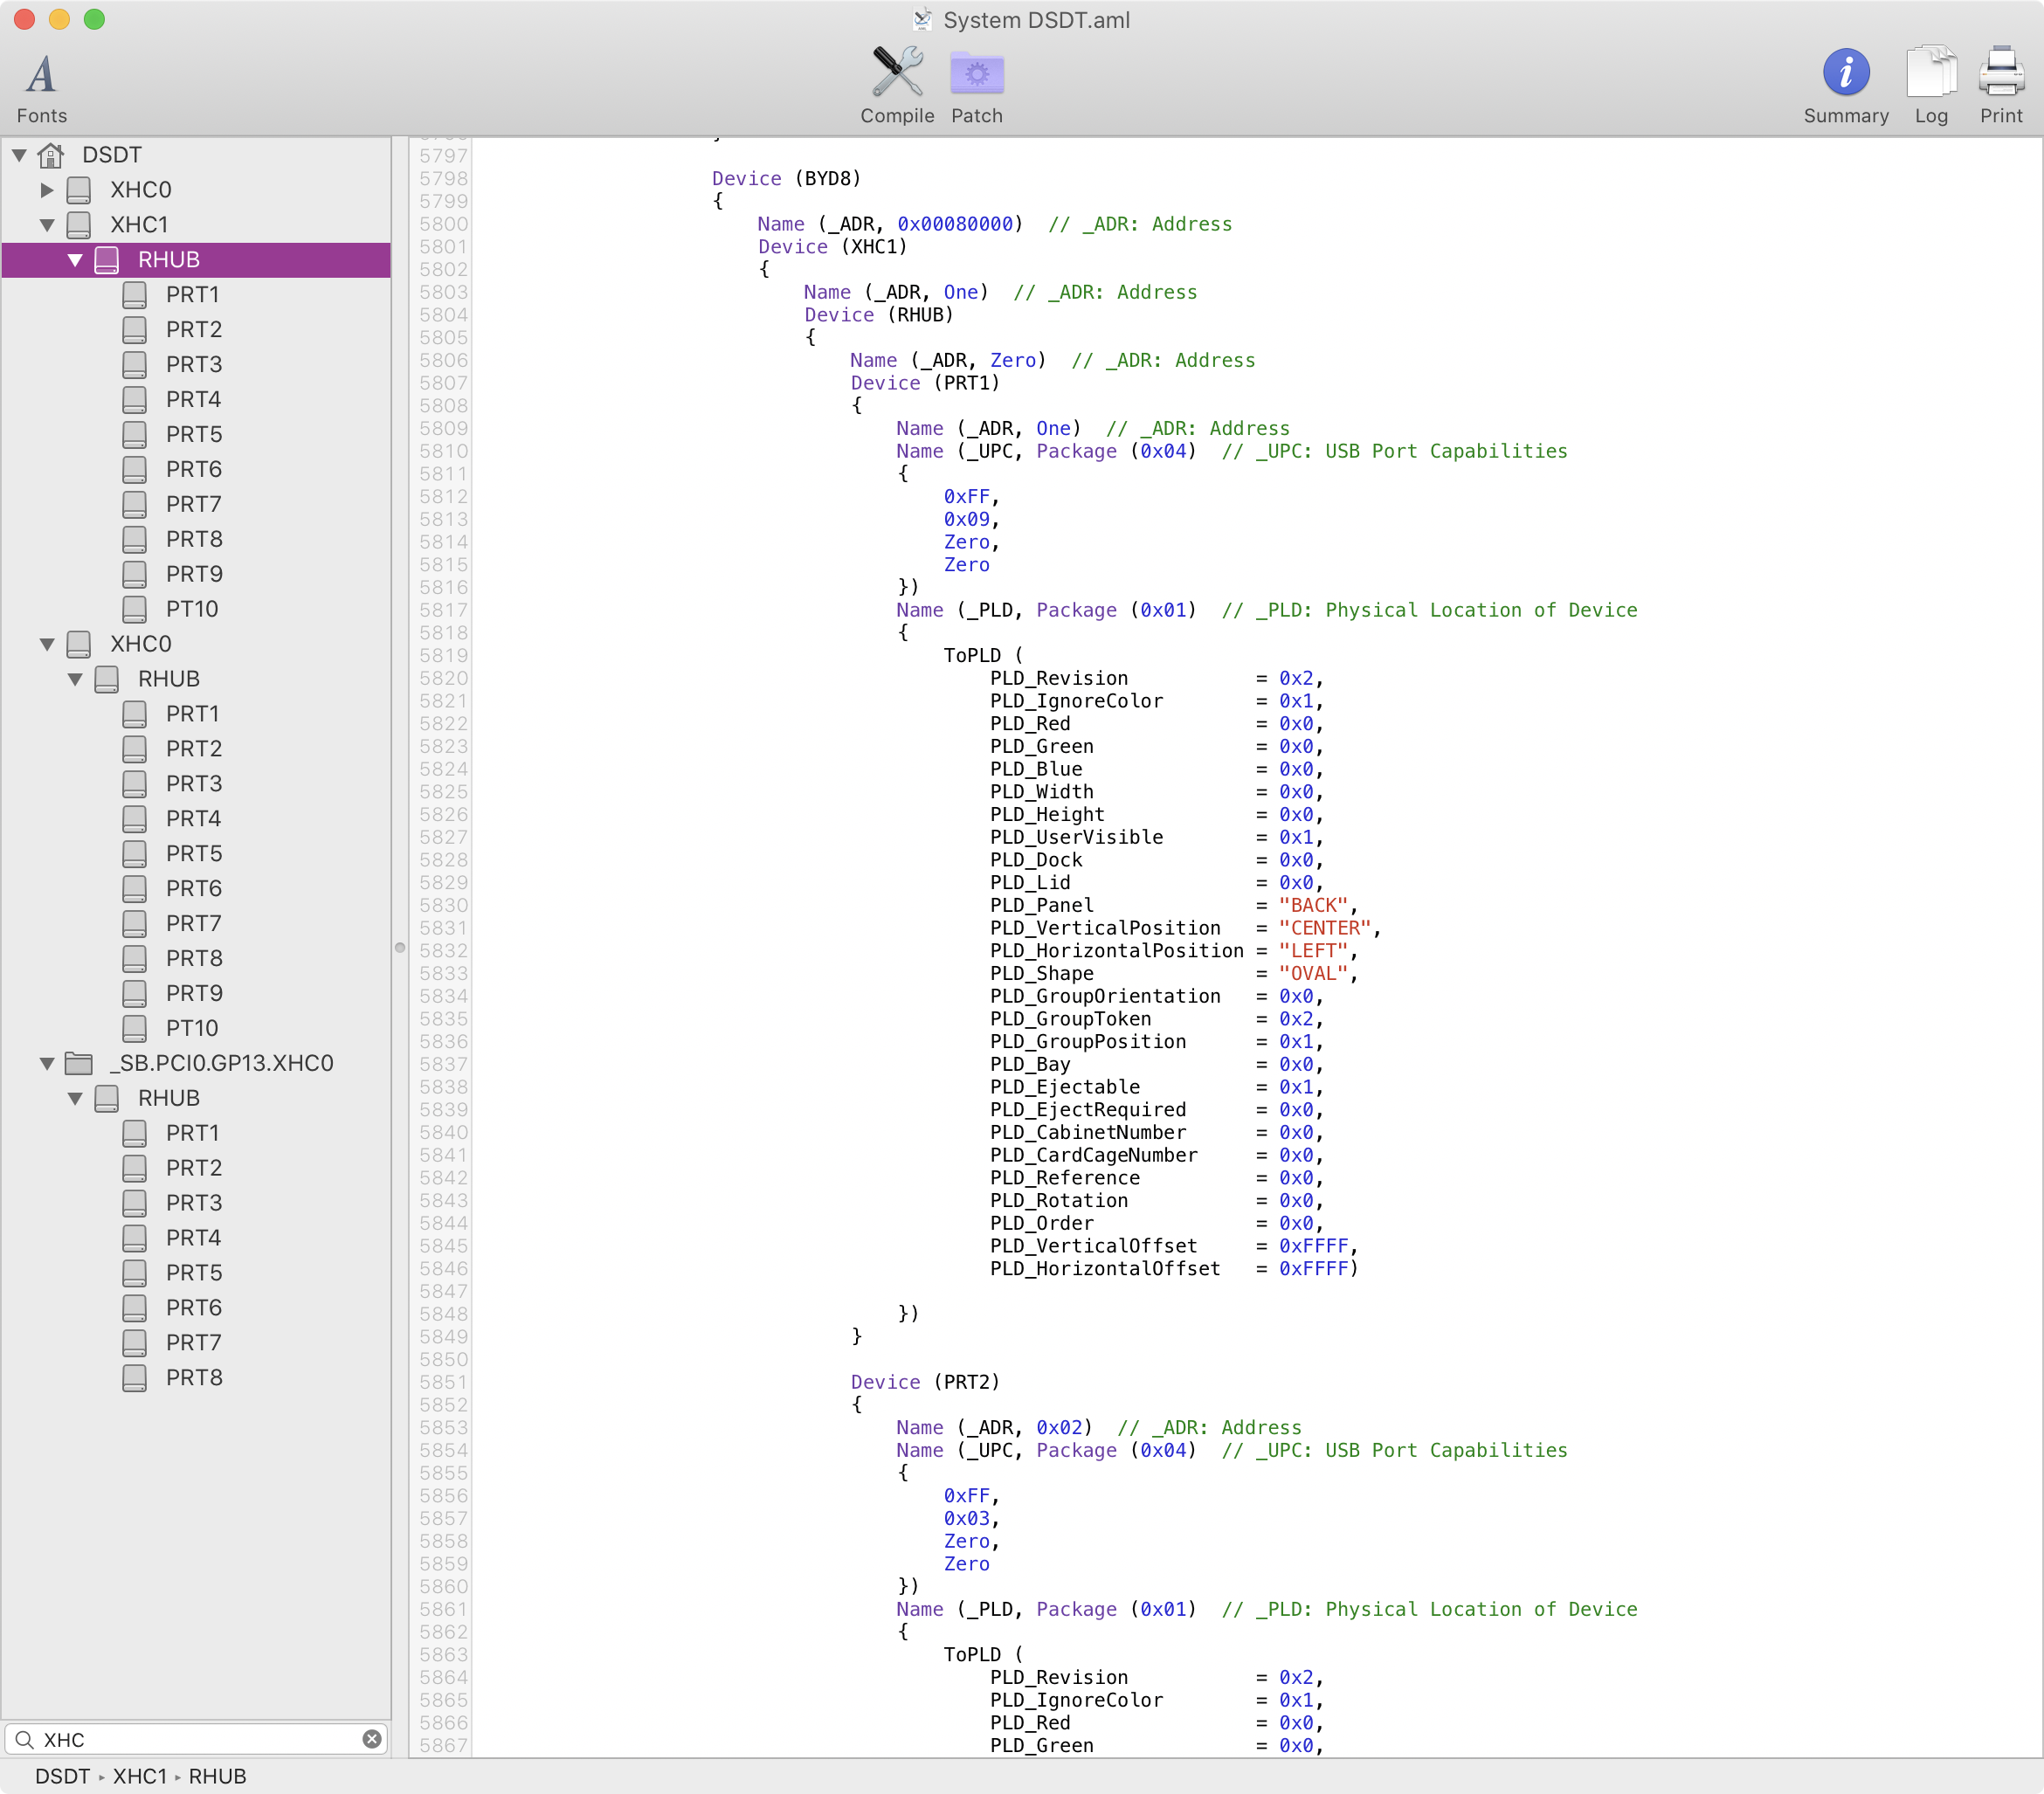 System DSDT.aml
Fonts
Compile
Patch
Summary
Log
Print
DSDT
XHC0
XHC1
RHUB
PRT1
PRT2
PRT3
PRT4
PRT5
PRT6
PRT7
PRT8
PRT9
PT10
XHC0
RHUB
PRT1
PRT2
PRT3
PRT4
PRT5
PRT6
PRT7
PRT8
PRT9
PT10
_SB.PCI0.GP13.XHC0
RHUB
PRT1
PRT2
PRT3
PRT4
PRT5
PRT6
PRT7
PRT8
XHC
5797
5798 Device (BYD8)
5799 {
5800 Name (_ADR, 0x00080000) // _ADR: Address
5801 Device (XHC1)
5802 {
5803 Name (_ADR, One) // _ADR: Address
5804 Device (RHUB)
5805 {
5806 Name (_ADR, Zero) // _ADR: Address
5807 Device (PRT1)
5808 {
5809 Name (_ADR, One) // _ADR: Address
5810 Name (_UPC, Package (0x04) // _UPC: USB Port Capabilities
5811 {
5812 0xFF,
5813 0x09,
5814 Zero,
5815 Zero
5816 })
5817 Name (_PLD, Package (0x01) // _PLD: Physical Location of Device
5818 {
5819 ToPLD (
5820 PLD_Revision = 0x2,
5821 PLD_IgnoreColor = 0x1,
5822 PLD_Red = 0x0,
5823 PLD_Green = 0x0,
5824 PLD_Blue = 0x0,
5825 PLD_Width = 0x0,
5826 PLD_Height = 0x0,
5827 PLD_UserVisible = 0x1,
5828 PLD_Dock = 0x0,
5829 PLD_Lid = 0x0,
5830 PLD_Panel = "BACK",
5831 PLD_VerticalPosition = "CENTER",
5832 PLD_HorizontalPosition = "LEFT",
5833 PLD_Shape = "OVAL",
5834 PLD_GroupOrientation = 0x0,
5835 PLD_GroupToken = 0x2,
5836 PLD_GroupPosition = 0x1,
5837 PLD_Bay = 0x0,
5838 PLD_Ejectable = 0x1,
5839 PLD_EjectRequired = 0x0,
5840 PLD_CabinetNumber = 0x0,
5841 PLD_CardCageNumber = 0x0,
5842 PLD_Reference = 0x0,
5843 PLD_Rotation = 0x0,
5844 PLD_Order = 0x0,
5845 PLD_VerticalOffset = 0xFFFF,
5846 PLD_HorizontalOffset = 0xFFFF)
5847
5848 })
5849 }
5850
5851 Device (PRT2)
5852 {
5853 Name (_ADR, 0x02) // _ADR: Address
5854 Name (_UPC, Package (0x04) // _UPC: USB Port Capabilities
5855 {
5856 0xFF,
5857 0x03,
5858 Zero,
5859 Zero
5860 })
5861 Name (_PLD, Package (0x01) // _PLD: Physical Location of Device
5862 {
5863 ToPLD (
5864 PLD_Revision = 0x2,
5865 PLD_IgnoreColor = 0x1,
5866 PLD_Red = 0x0,
5867 PLD_Green = 0x0,
DSDT ▸ XHC1 ▸ RHUB